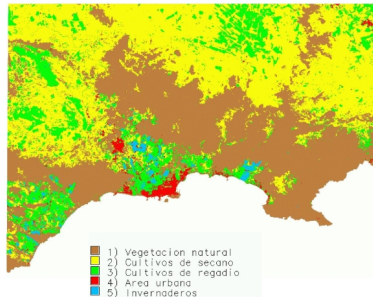 1) Vegetacion natural
2) Cultivos de secano
3) Cultivos de regadio
4) Area urbana
5) Invernaderos